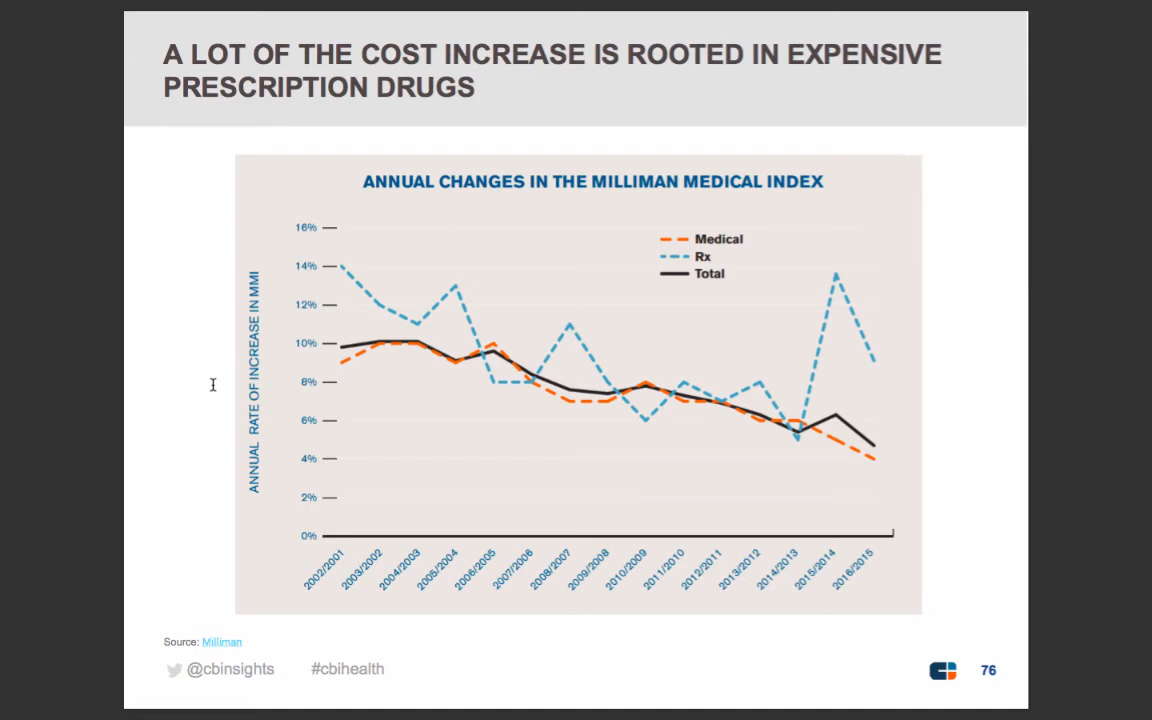 A LOT OF THE COST INCREASE IS ROOTED IN EXPENSIVE
PRESCRIPTION DRUGS
ANNUAL CHANGES IN THE MILLIMAN MEDICAL INDEX
ANNUAL RATE OF INCREASE IN MMI
16%
14%
12%
10%
8%
6%
4%
2%
0%
Medical
Rx
Total
2002/2001
2003/2002
2004/2003
2005/2004
2006/2005
2007/2006
2008/2007
2009/2008
2010/2009
2011/2010
2012/2011
2013/2012
2014/2013
2015/2014
2016/2015
Source: Milliman
@cbinsights #cbihealth
76